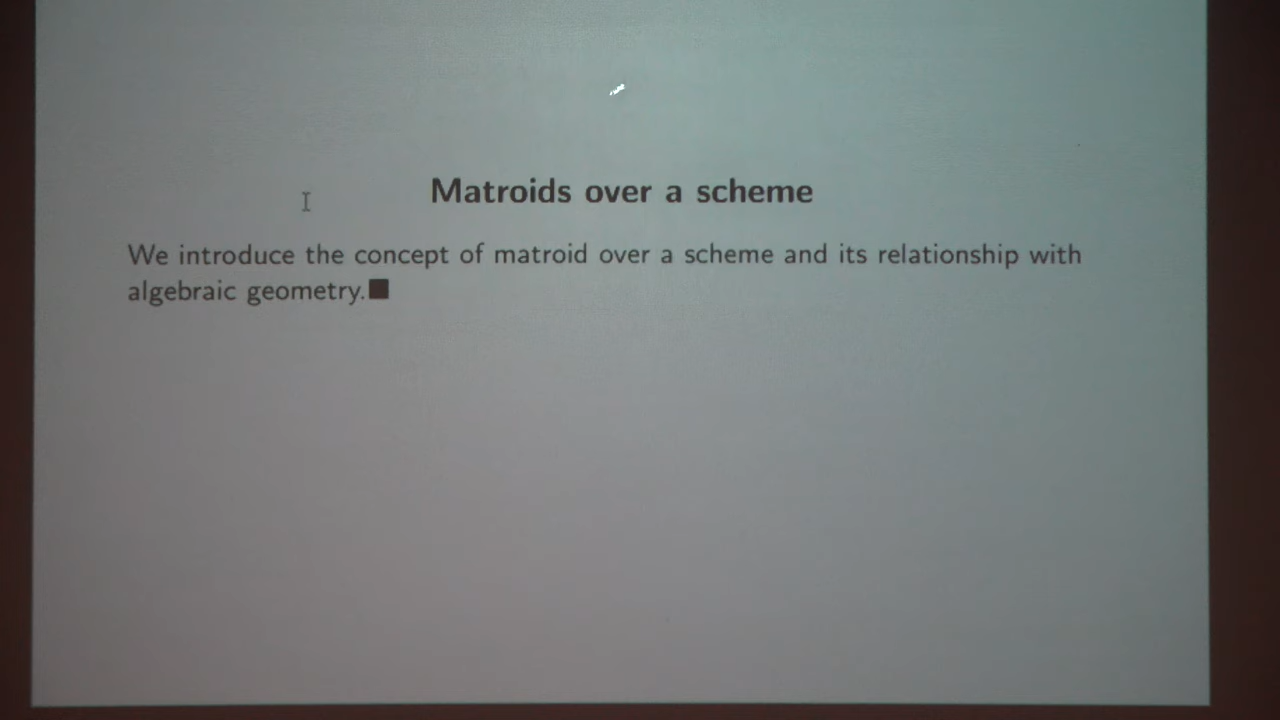 Matroids over a scheme
We introduce the concept of matroid over a scheme and its relationship with
algebraic geometry.■